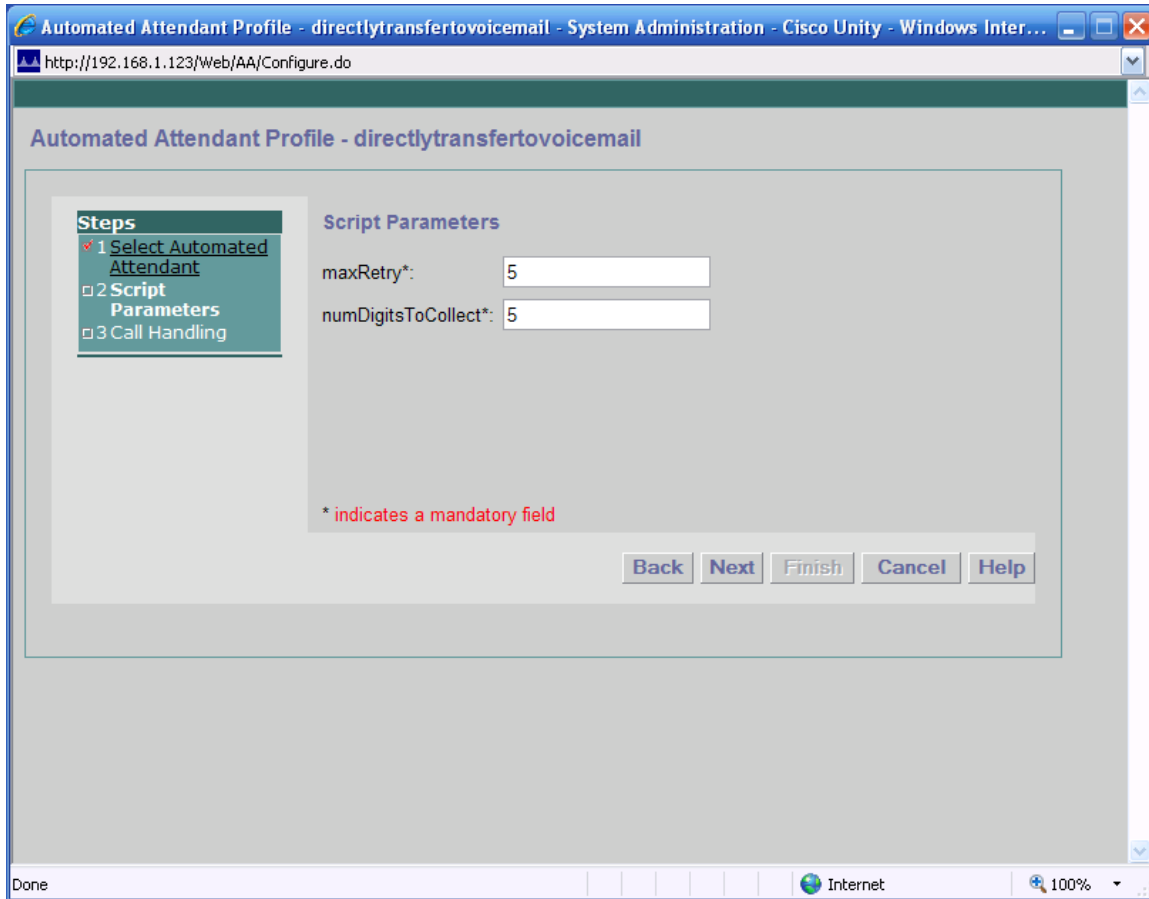 Automated Attendant Profile - directlytransfertovoicemail - System Administration - Cisco Unity - Windows Inter...
http://192.168.1.123/Web/AA/Configure.do
Automated Attendant Profile - directlytransfertovoicemail
Steps
1 Select Automated
Attendant
2 Script
Parameters
3 Call Handling
Script Parameters
maxRetry*: 5
numDigitsToCollect*: 5
* indicates a mandatory field
Back Next Finish Cancel Help
Done Internet 100%